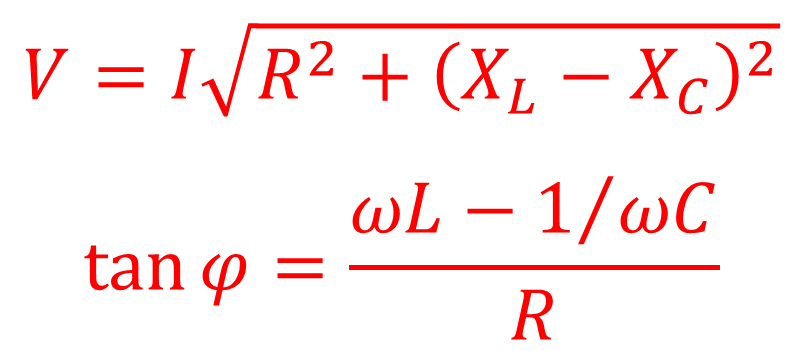 V = I√(R² + (X_L − X_C)²)
tan φ = (ωL − 1/ωC) / R